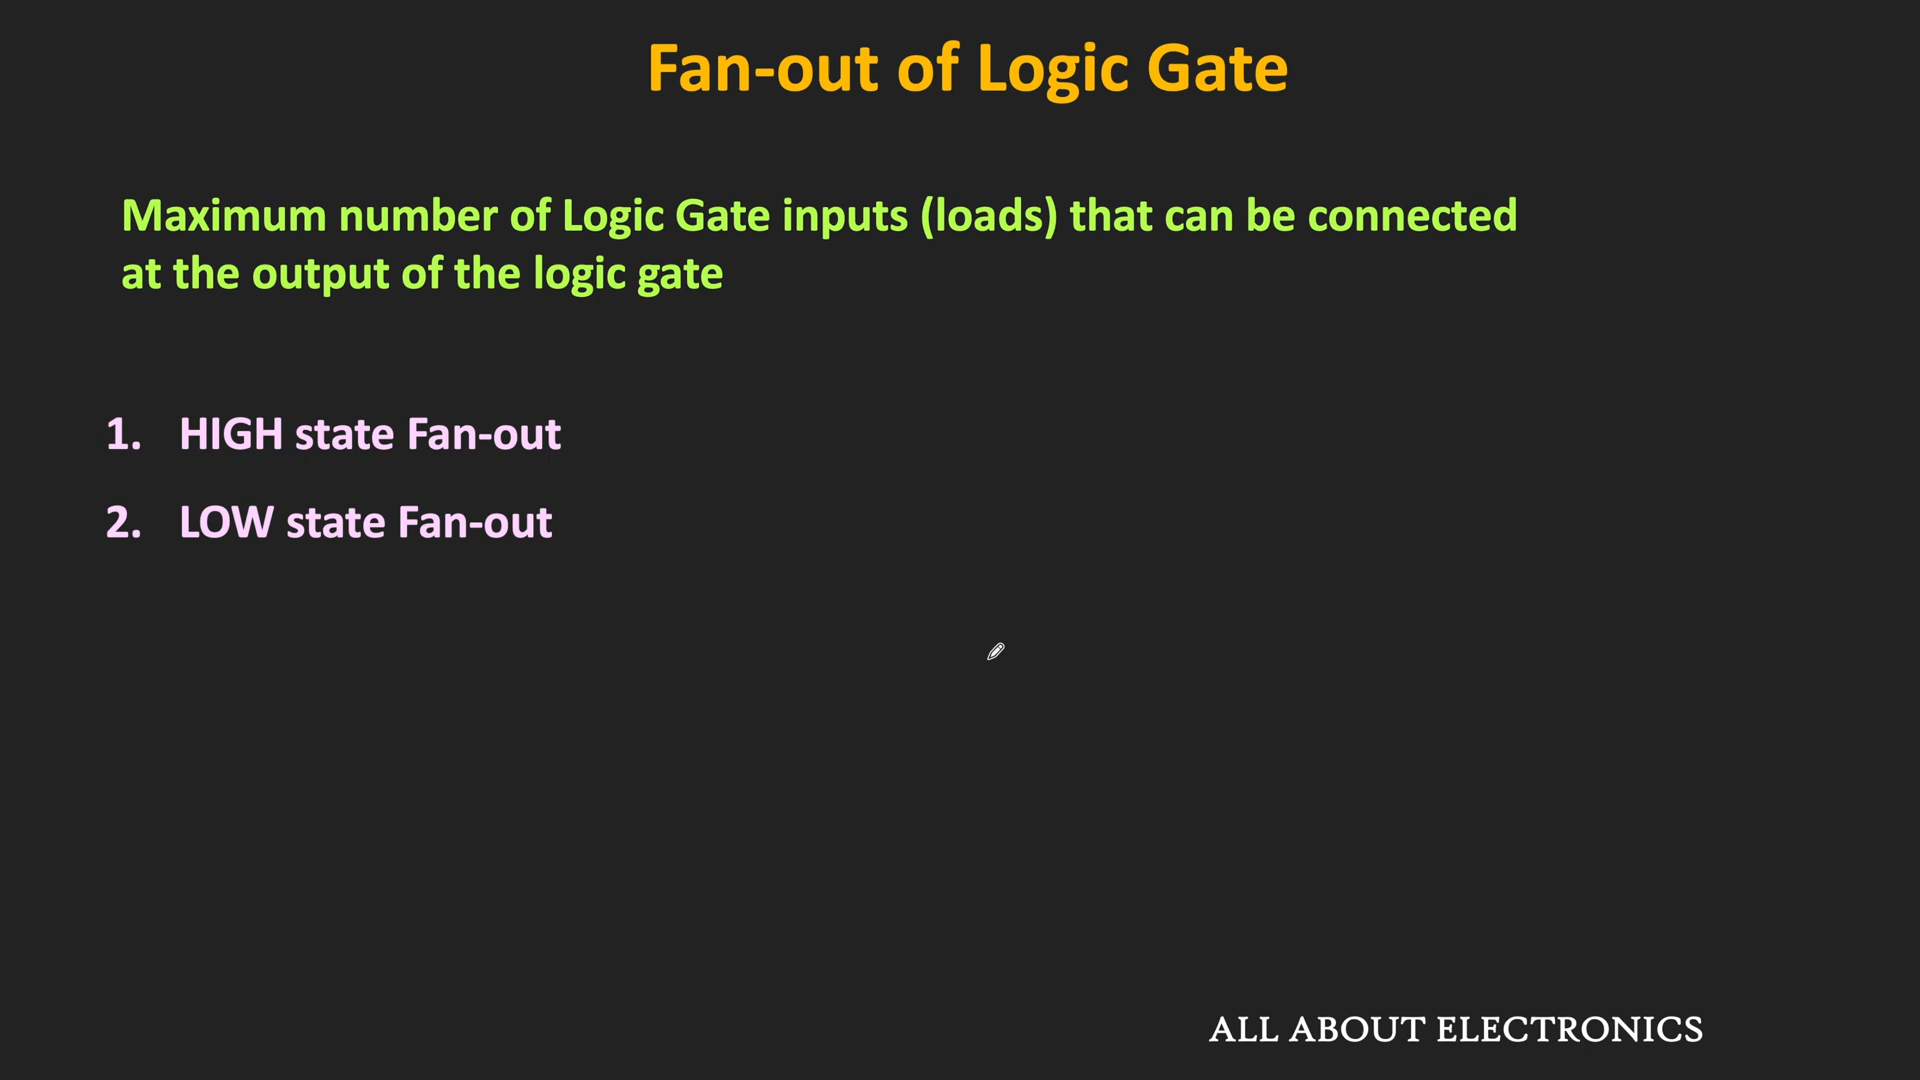 Fan-out of Logic Gate
Maximum number of Logic Gate inputs (loads) that can be connected
at the output of the logic gate
1. HIGH state Fan-out
2. LOW state Fan-out
ALL ABOUT ELECTRONICS